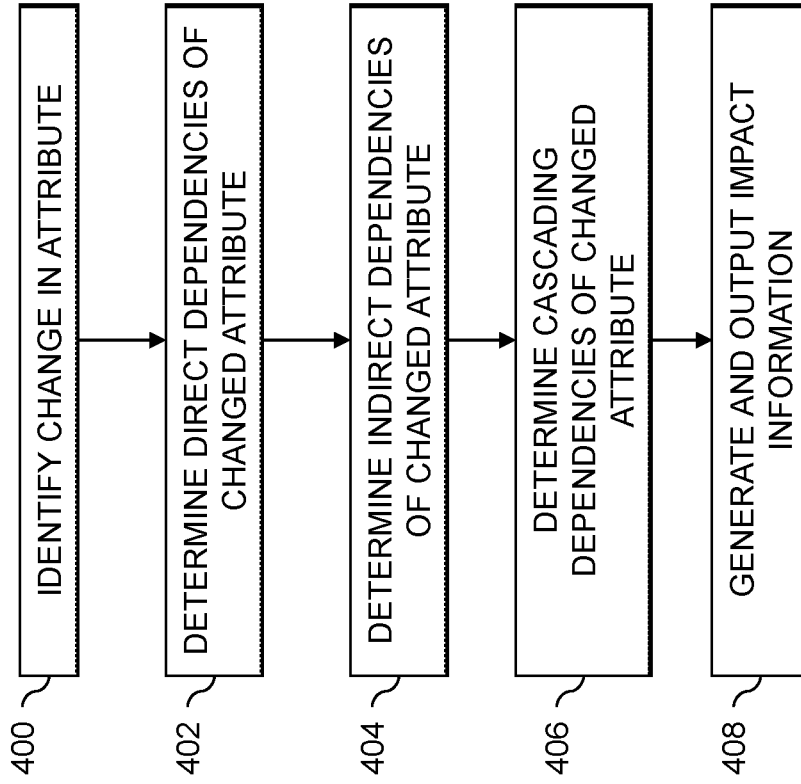 400
IDENTIFY CHANGE IN ATTRIBUTE
402
DETERMINE DIRECT DEPENDENCIES OF
CHANGED ATTRIBUTE
404
DETERMINE INDIRECT DEPENDENCIES
OF CHANGED ATTRIBUTE
406
DETERMINE CASCADING
DEPENDENCIES OF CHANGED
ATTRIBUTE
408
GENERATE AND OUTPUT IMPACT
INFORMATION